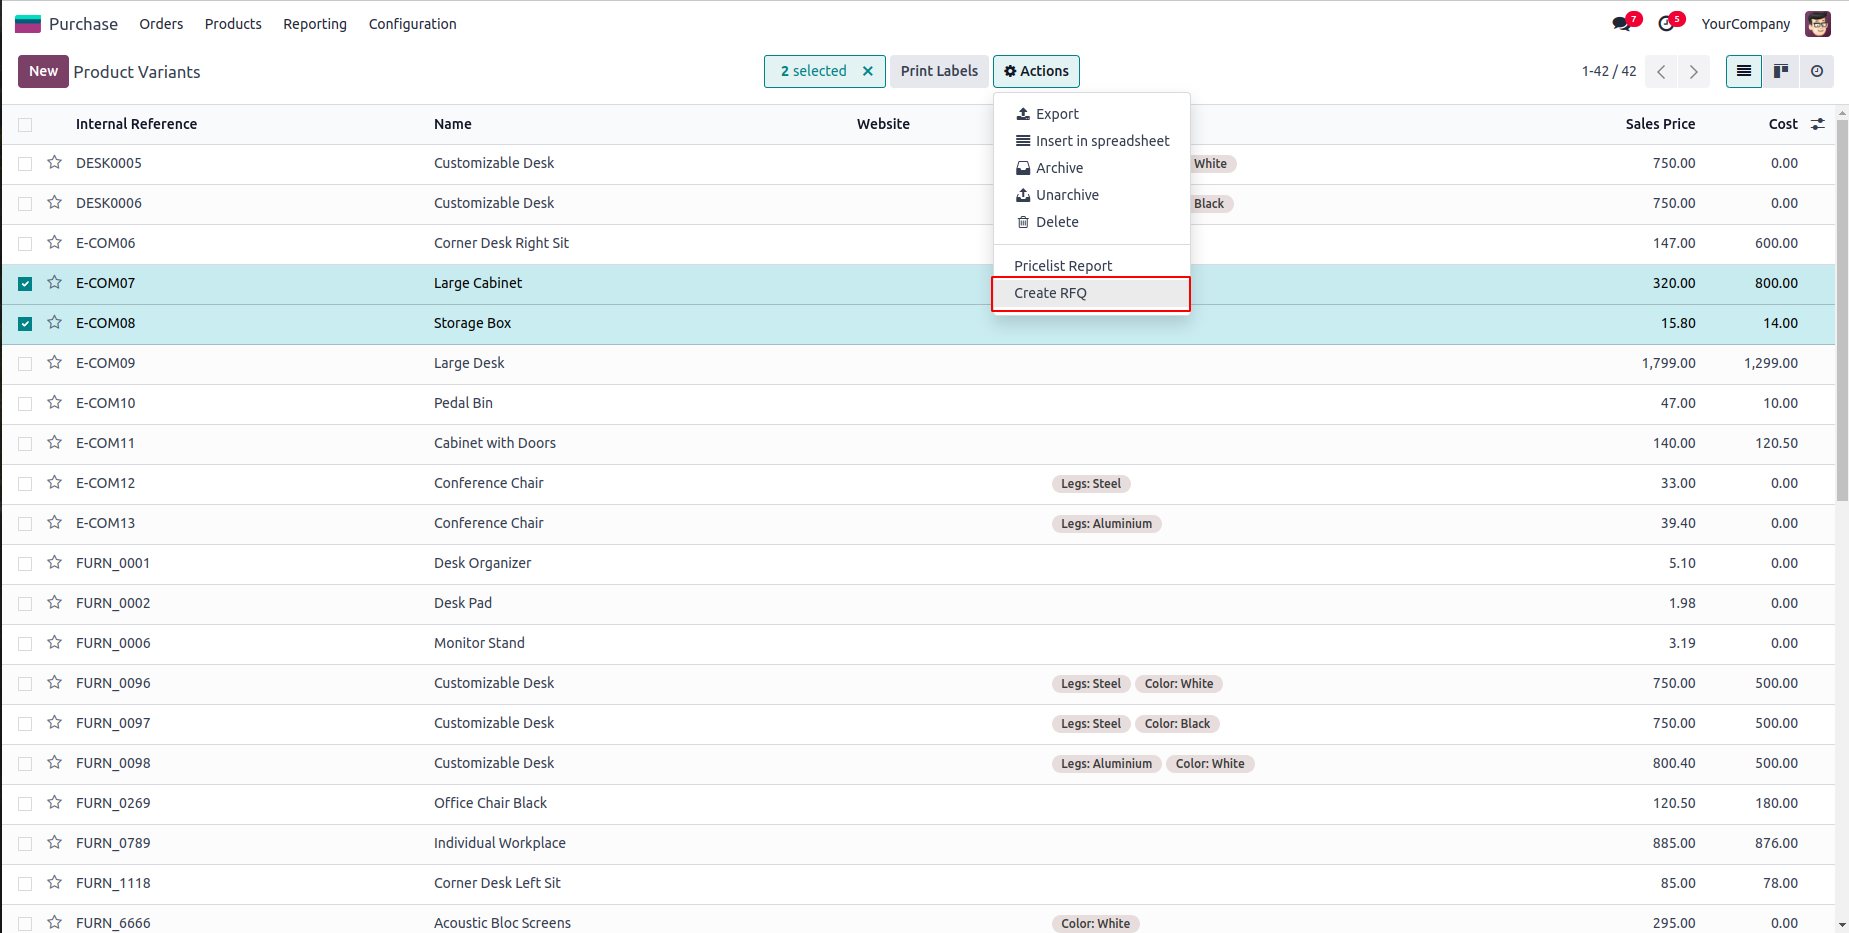 Purchase Orders Products Reporting Configuration 7 5 YourCompany
New Product Variants 2 selected × Print Labels Actions 1-42 / 42
Internal Reference Name Website Sales Price Cost
Export
Insert in spreadsheet
Archive
Unarchive
Delete
Pricelist Report
Create RFQ
DESK0005 Customizable Desk White 750.00 0.00
DESK0006 Customizable Desk Black 750.00 0.00
E-COM06 Corner Desk Right Sit 147.00 600.00
E-COM07 Large Cabinet 320.00 800.00
E-COM08 Storage Box 15.80 14.00
E-COM09 Large Desk 1,799.00 1,299.00
E-COM10 Pedal Bin 47.00 10.00
E-COM11 Cabinet with Doors 140.00 120.50
E-COM12 Conference Chair Legs: Steel 33.00 0.00
E-COM13 Conference Chair Legs: Aluminium 39.40 0.00
FURN_0001 Desk Organizer 5.10 0.00
FURN_0002 Desk Pad 1.98 0.00
FURN_0006 Monitor Stand 3.19 0.00
FURN_0096 Customizable Desk Legs: Steel Color: White 750.00 500.00
FURN_0097 Customizable Desk Legs: Steel Color: Black 750.00 500.00
FURN_0098 Customizable Desk Legs: Aluminium Color: White 800.40 500.00
FURN_0269 Office Chair Black 120.50 180.00
FURN_0789 Individual Workplace 885.00 876.00
FURN_1118 Corner Desk Left Sit 85.00 78.00
FURN_6666 Acoustic Bloc Screens Color: White 295.00 0.00